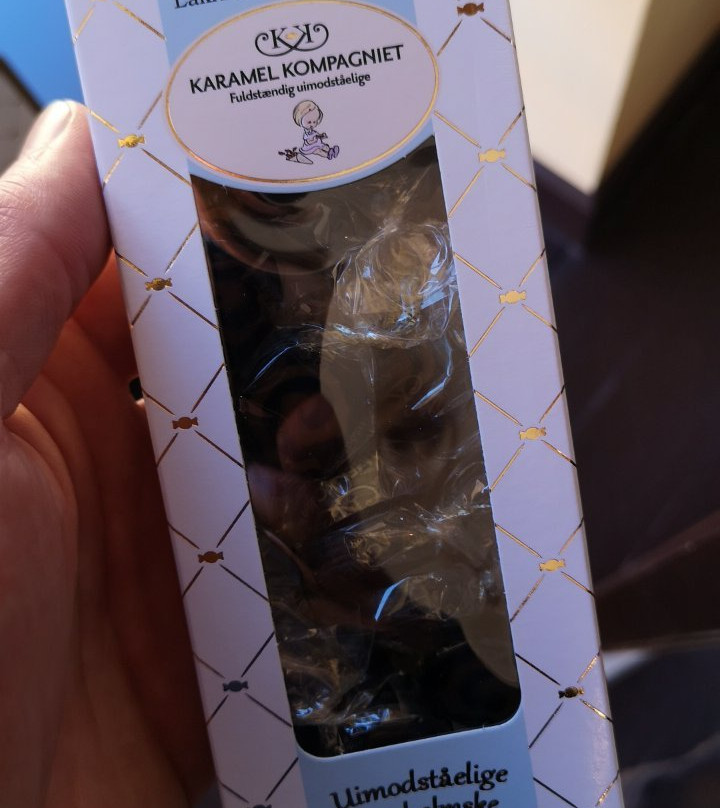 KK
KARAMEL KOMPAGNIET
Fuldstændig uimodståelige
Uimodståelige